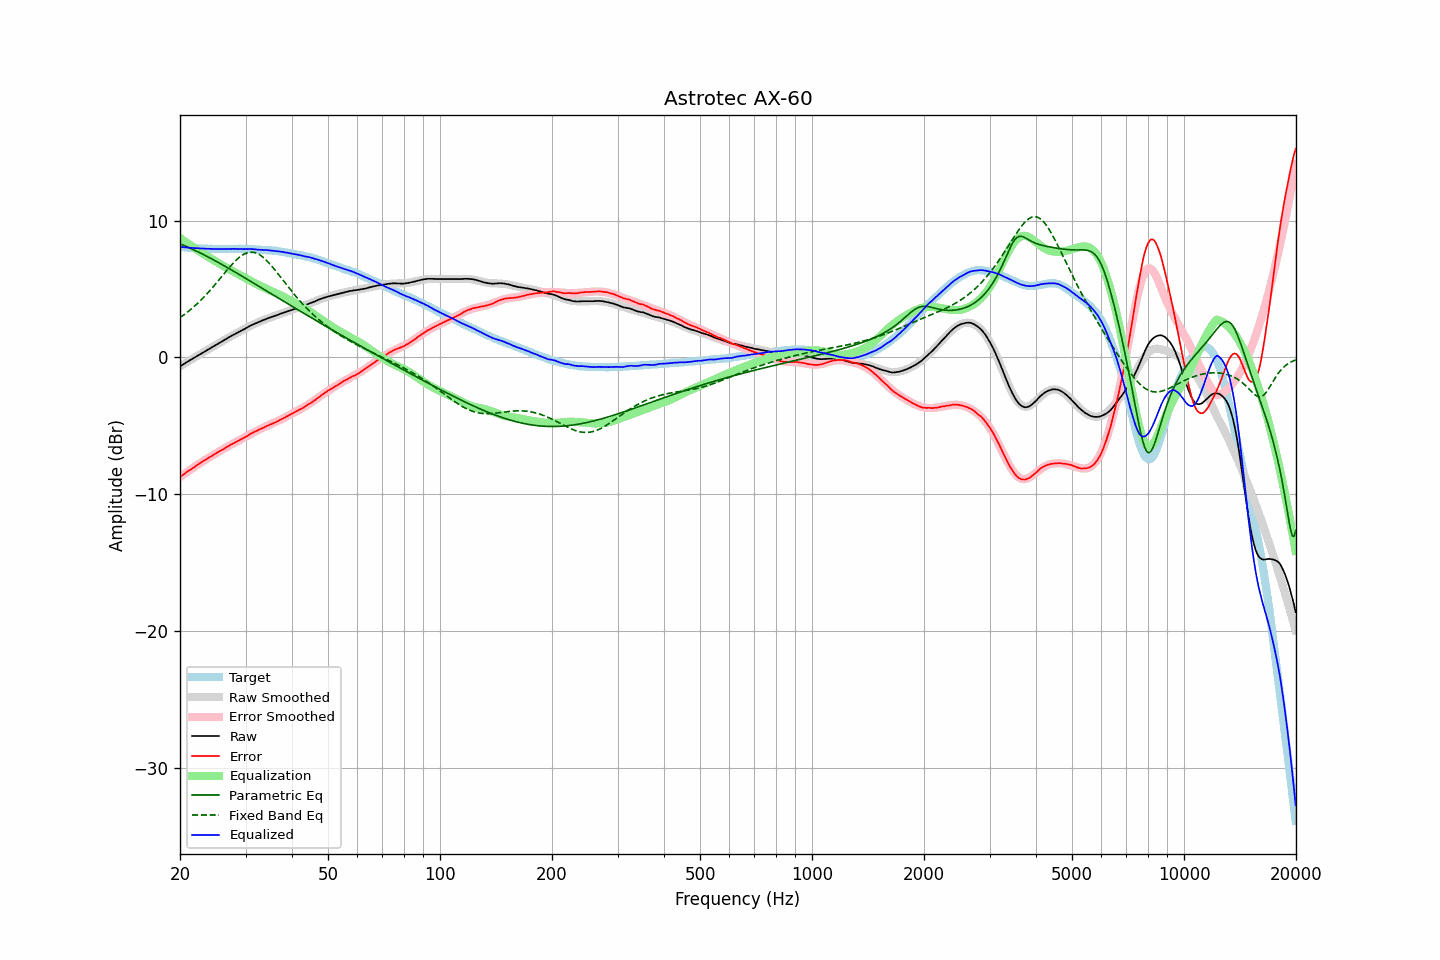 Astrotec AX-60
Amplitude (dBr)
10
0
−10
−20
−30
Target
Raw Smoothed
Error Smoothed
Raw
Error
Equalization
Parametric Eq
Fixed Band Eq
Equalized
20 50 100 200 500 1000 2000 5000 10000 20000
Frequency (Hz)